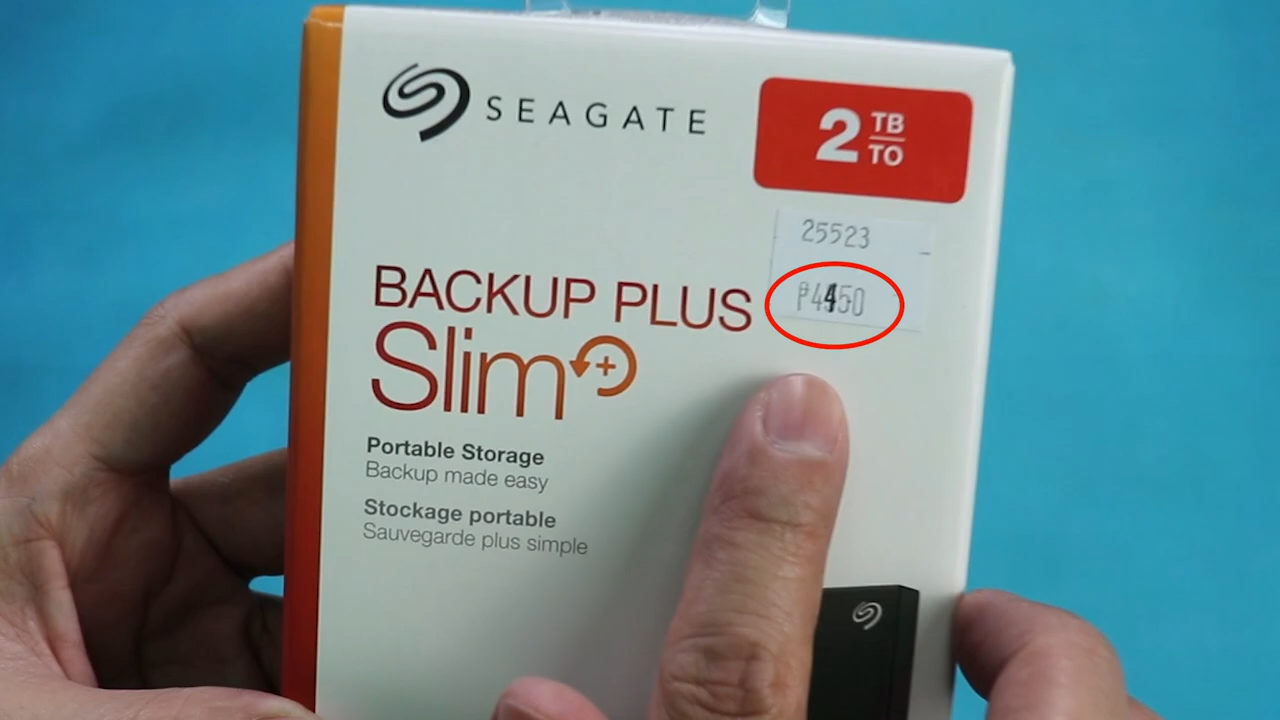 SEAGATE
2 TB
TO
25523
₱4450
BACKUP PLUS
Slim
Portable Storage
Backup made easy
Stockage portable
Sauvegarde plus simple